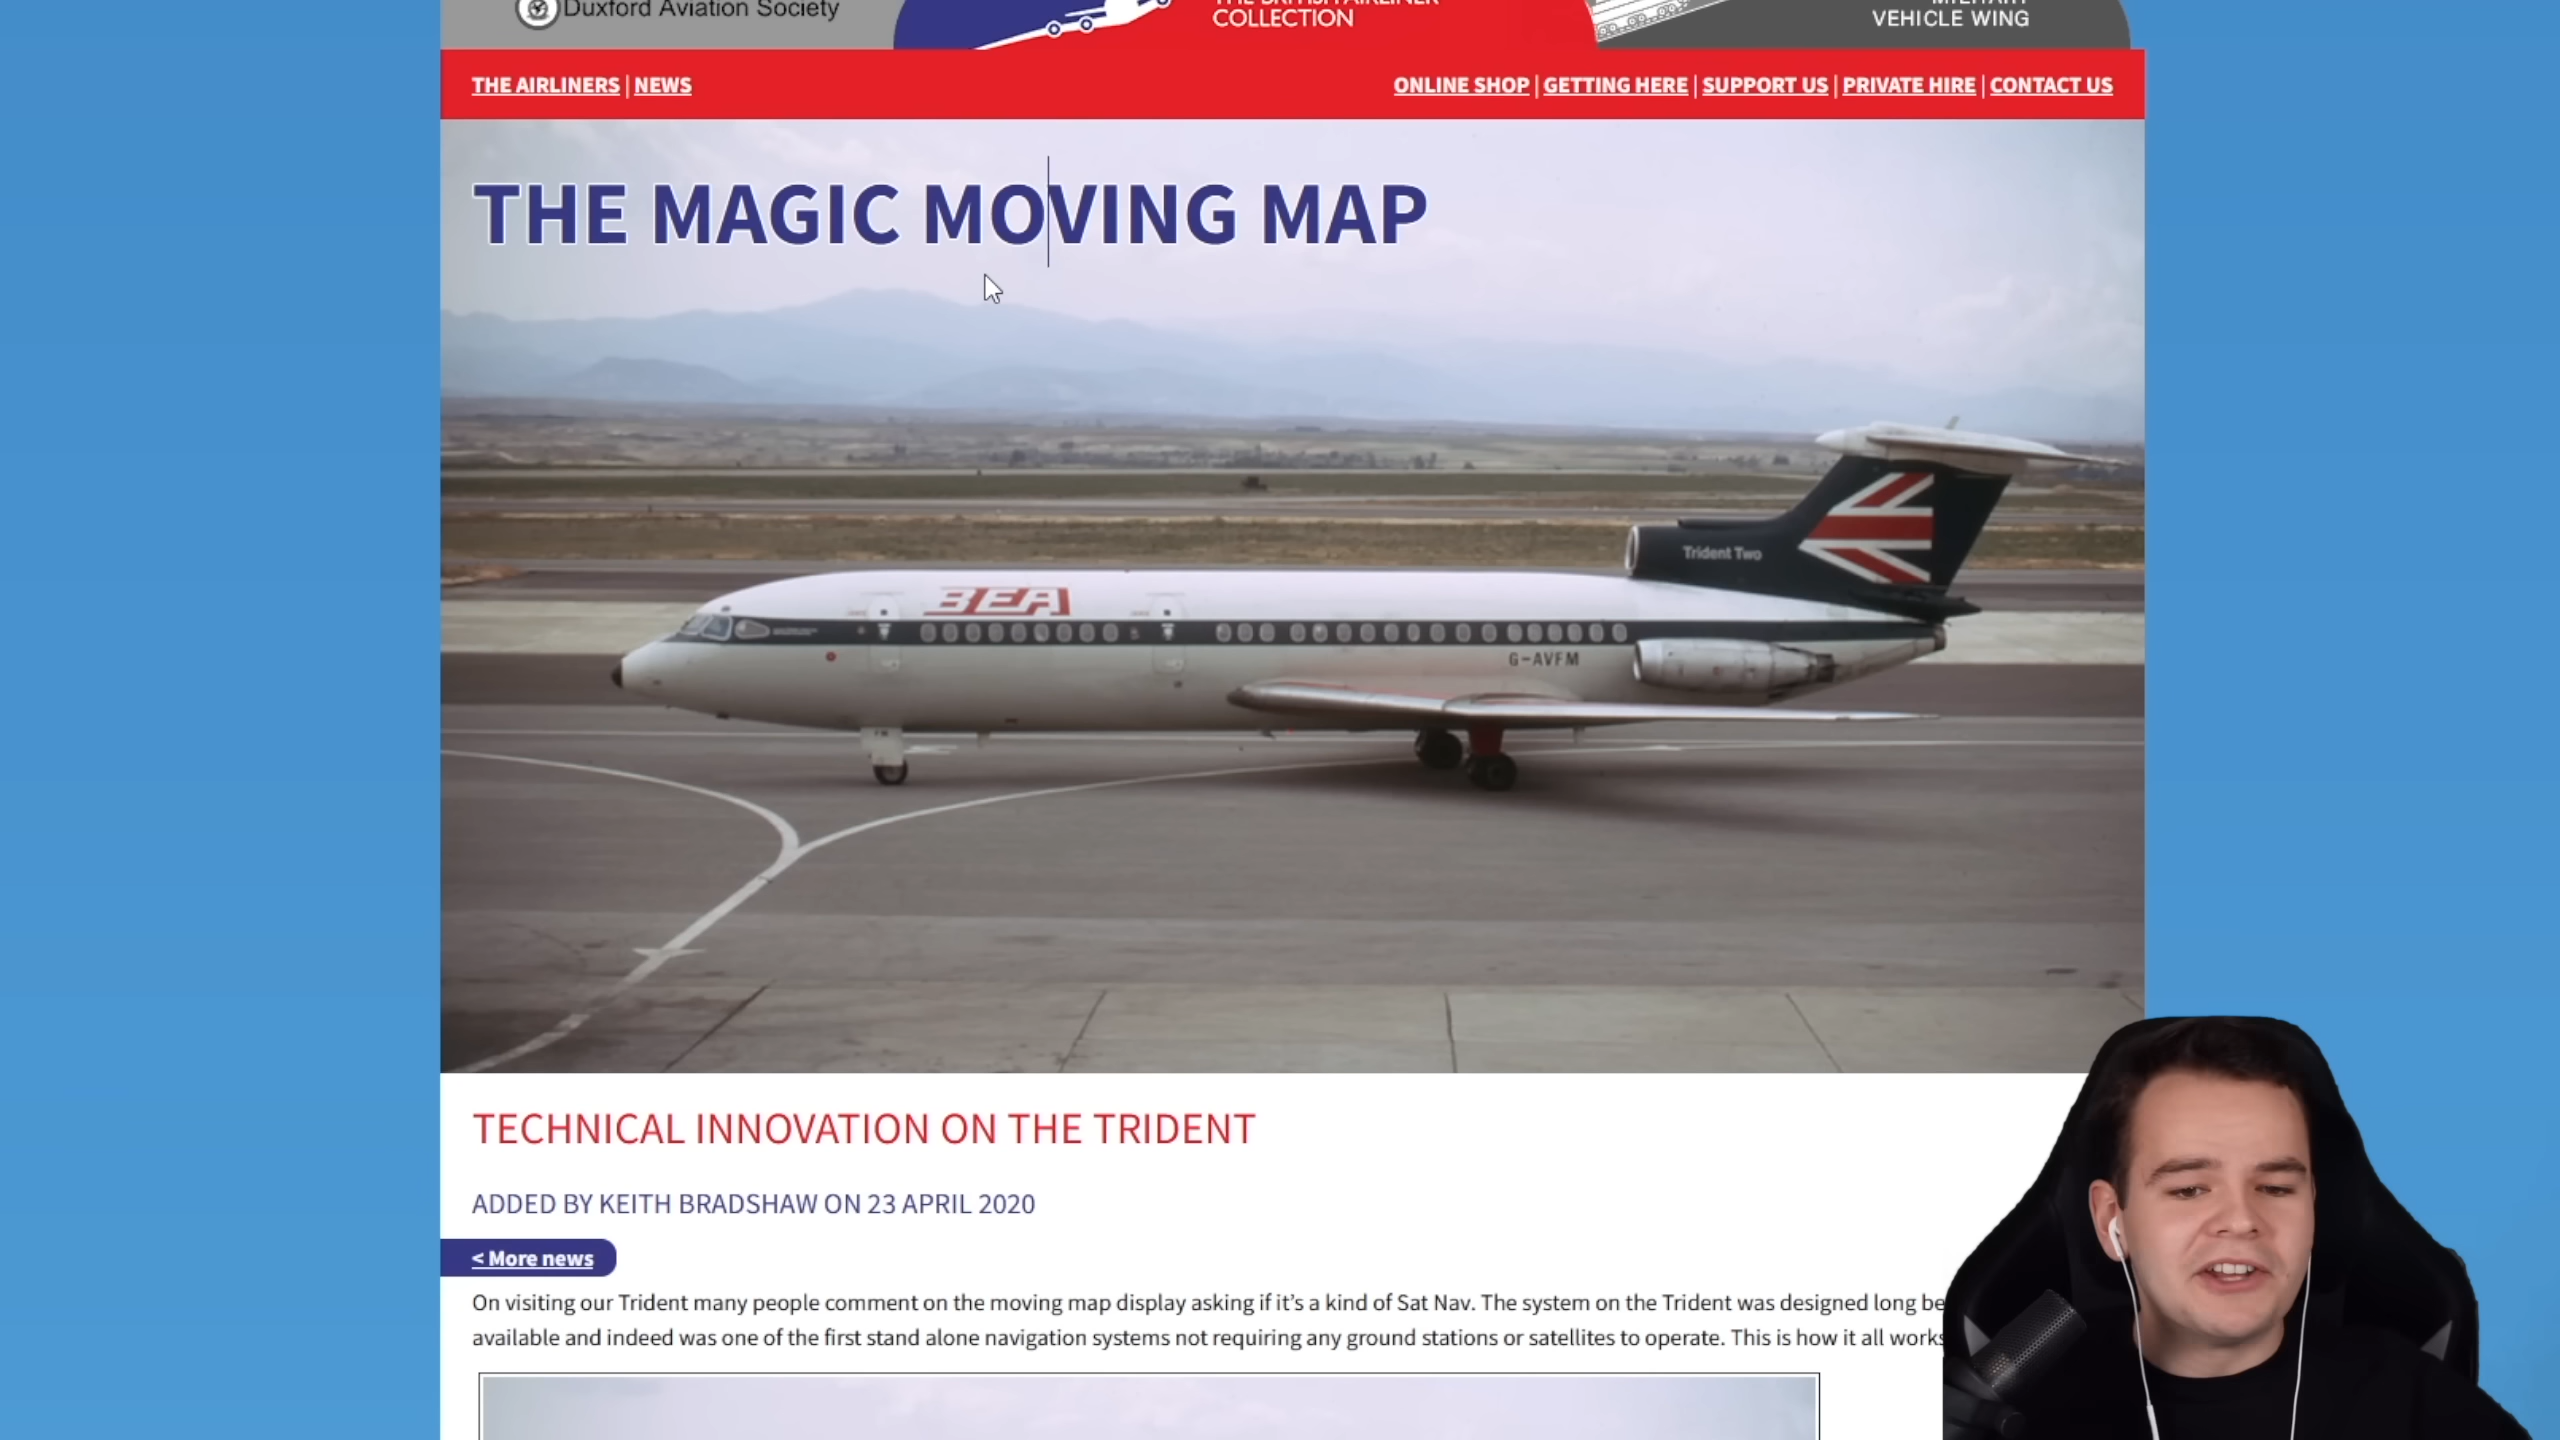 Duxford Aviation Society
COLLECTION
VEHICLE WING
THE AIRLINERS | NEWS
ONLINE SHOP | GETTING HERE | SUPPORT US | PRIVATE HIRE | CONTACT US
THE MAGIC MOVING MAP
Trident Two
BEA
G-AVFM
TECHNICAL INNOVATION ON THE TRIDENT
ADDED BY KEITH BRADSHAW ON 23 APRIL 2020
< More news
On visiting our Trident many people comment on the moving map display asking if it’s a kind of Sat Nav. The system on the Trident was designed long be
available and indeed was one of the first stand alone navigation systems not requiring any ground stations or satellites to operate. This is how it all works